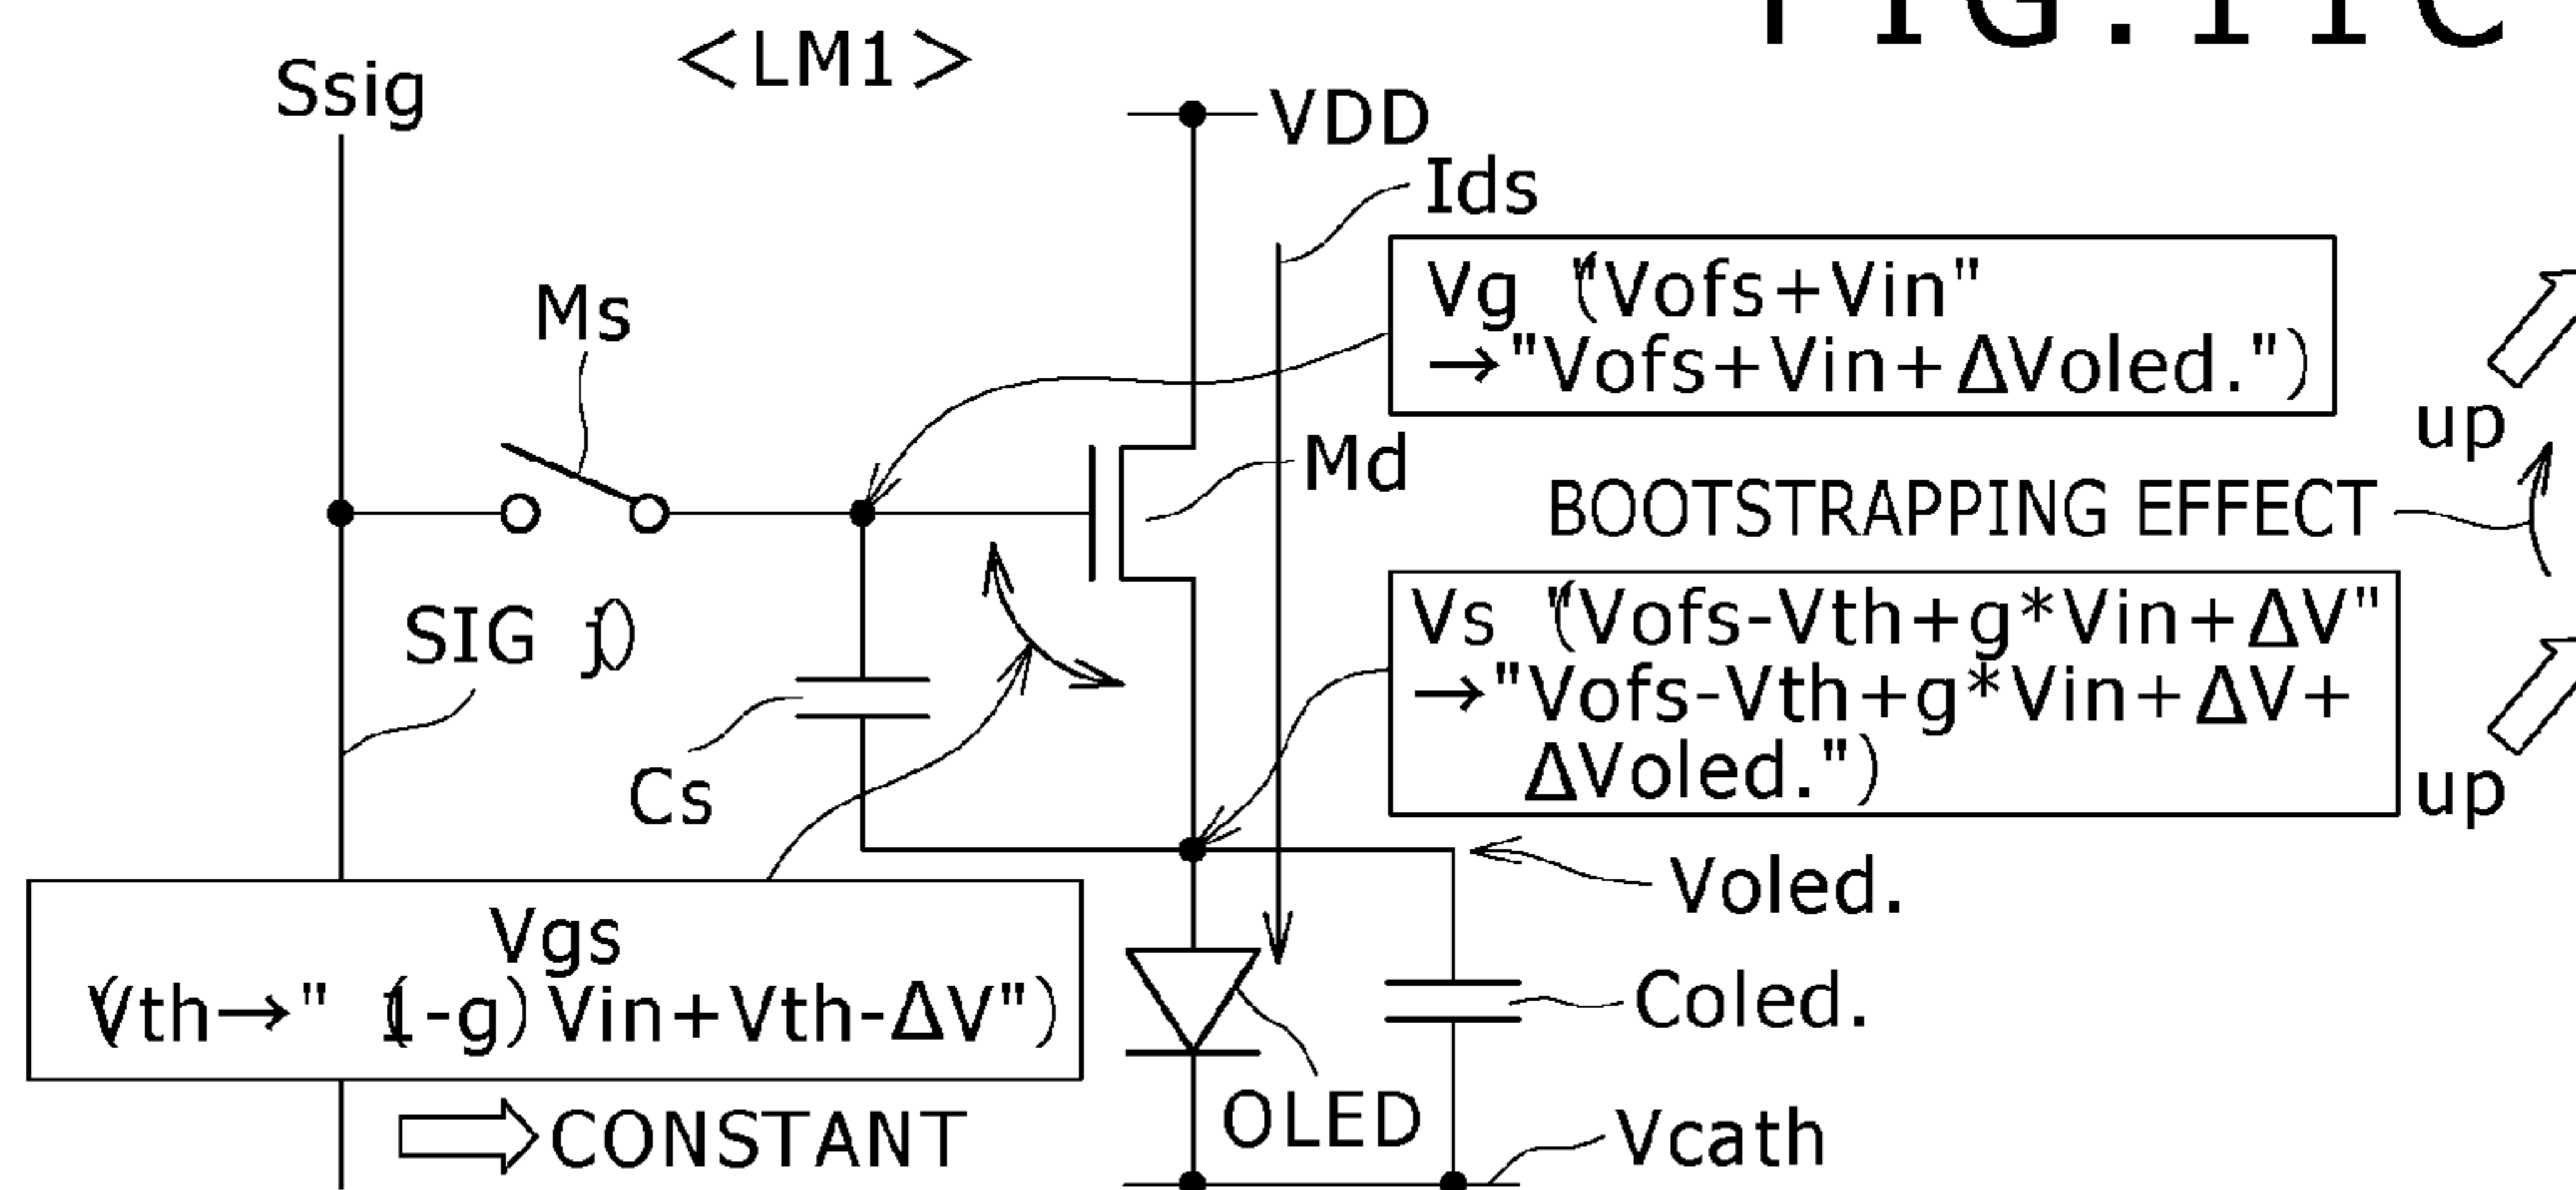 FIG.11C
<LM1>
Ssig
VDD
Ids
Vg ("Vofs+Vin"
→"Vofs+Vin+ΔVoled.")
Ms
up
Md
BOOTSTRAPPING EFFECT
Vs ("Vofs-Vth+g*Vin+ΔV"
→"Vofs-Vth+g*Vin+ΔV+
ΔVoled.")
SIG (j)
Cs
up
Voled.
Vgs
(Vth→" (1-g) Vin+Vth-ΔV")
Coled.
OLED
CONSTANT
Vcath